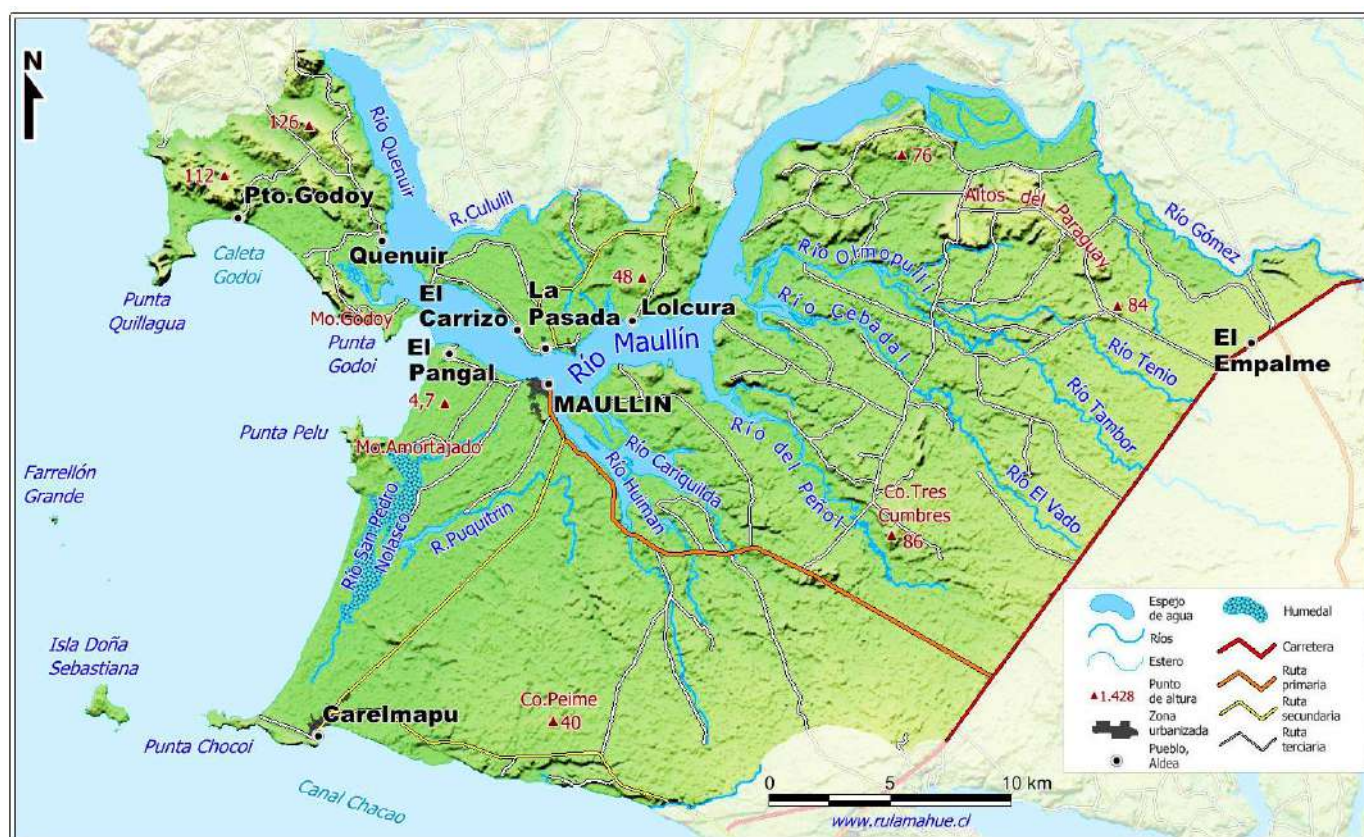 N
126
112
Pto.Godoy
Río Quenuir
R.Cululil
Caleta
Godoi
Quenuir
Punta
Quillagua
Mo.Godoy
Punta
Godoi
El
Carrizo
La
Pasada
48
Lolcura
Río Maullín
El
Pangal
4,7
MAULLIN
Punta Pelu
Mo.Amortajado
Farrellón
Grande
Río San Pedro
Nolasco
R.Puquitrín
Río Huiman
Río Cariquilda
Río del Peñol
76
Altos del Paraguay
Río Gómez
Río Olmopulli
Río Cebadal
84
El
Empalme
Río Tenio
Río Tambor
Río El Vado
Co.Tres
Cumbres
86
Isla Doña
Sebastiana
Punta Chocoi
Carelmapu
Co.Peime
40
Canal Chacao
Espejo
de agua
Ríos
Estero
1.428
Punto
de altura
Zona
urbanizada
Pueblo,
Aldea
Humedal
Carretera
Ruta
primaria
Ruta
secundaria
Ruta
terciaria
0 5 10 km
www.rulamahue.cl